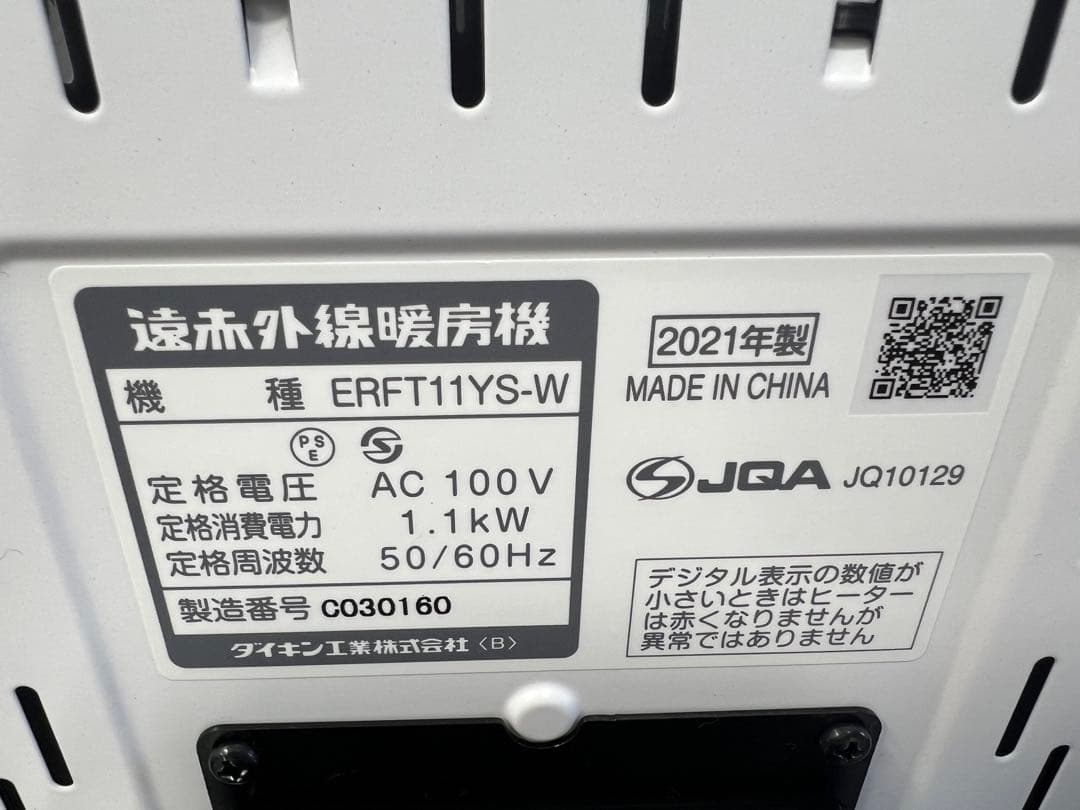 遠赤外線暖房機
機種 ERFT11YS-W
PSE
定格電圧 AC 100V
定格消費電力 1.1kW
定格周波数 50/60Hz
製造番号 C030160
ダイキン工業株式会社〈B〉
2021年製
MADE IN CHINA
JQA JQ10129
デジタル表示の数値が
小さいときはヒーター
は赤くなりませんが
異常ではありません